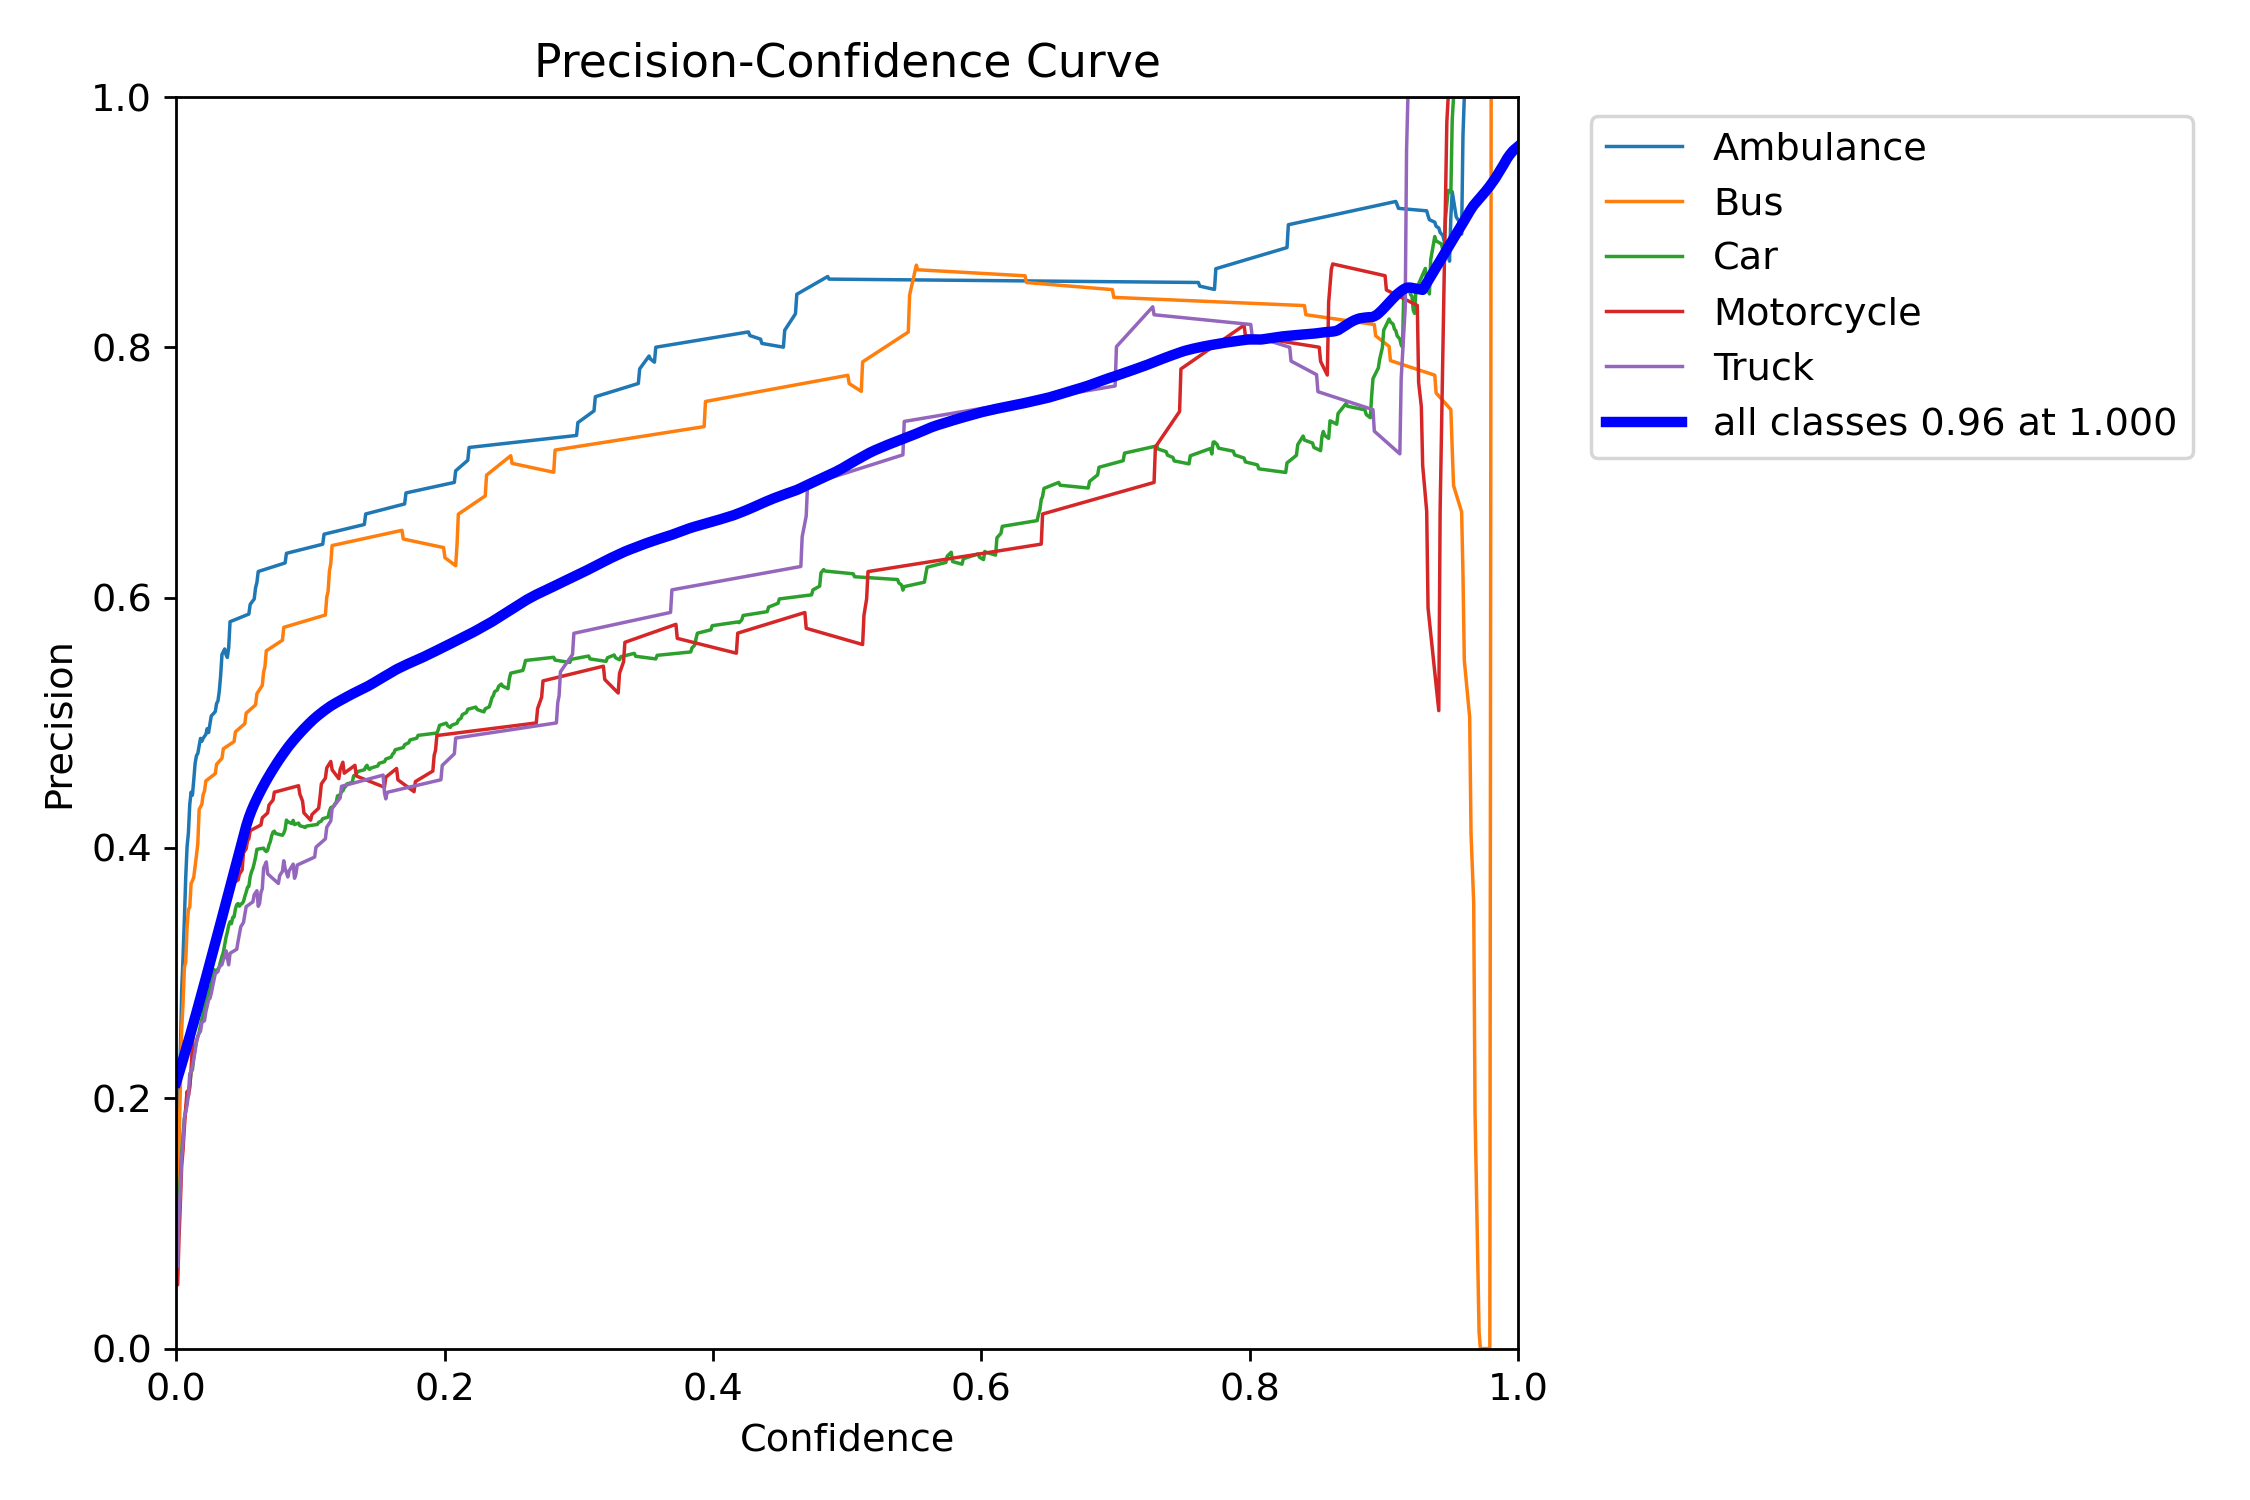 Precision-Confidence Curve
1.0
0.8
0.6
0.4
0.2
0.0
Precision
0.0 0.2 0.4 0.6 0.8 1.0
Confidence
Ambulance
Bus
Car
Motorcycle
Truck
all classes 0.96 at 1.000